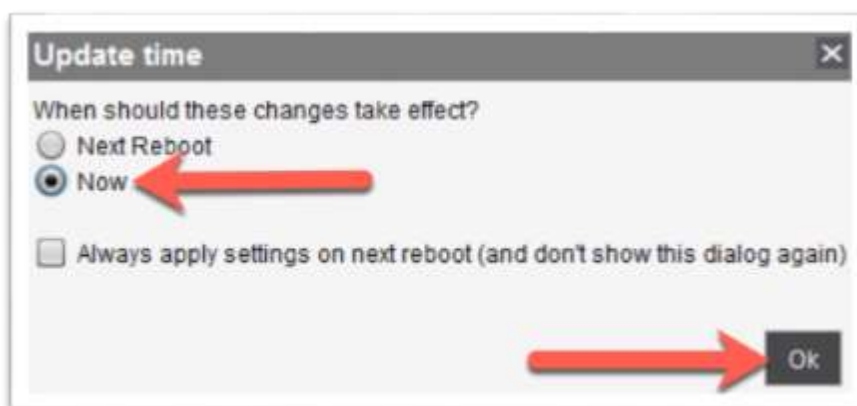 Update time
When should these changes take effect?
Next Reboot
Now
Always apply settings on next reboot (and don't show this dialog again)
Ok